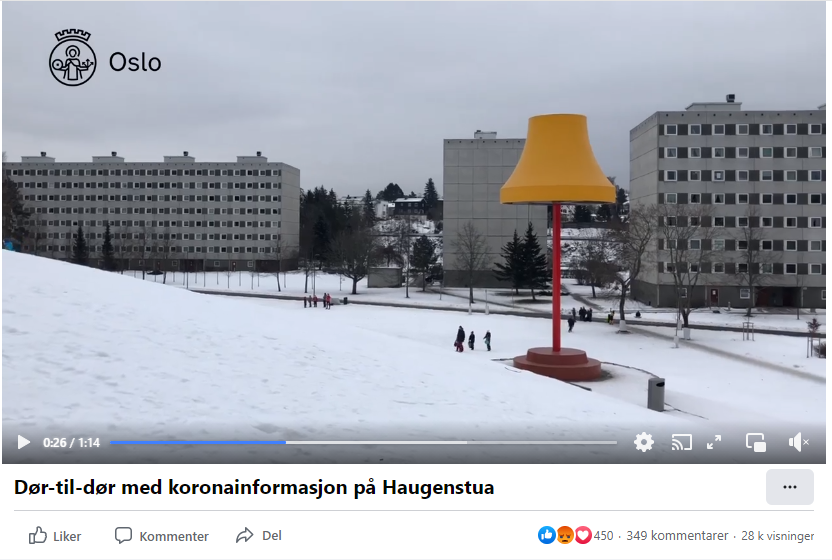 Oslo
0:26 / 1:14
Dør-til-dør med koronainformasjon på Haugenstua
Liker
Kommenter
Del
450 · 349 kommentarer · 28 k visninger